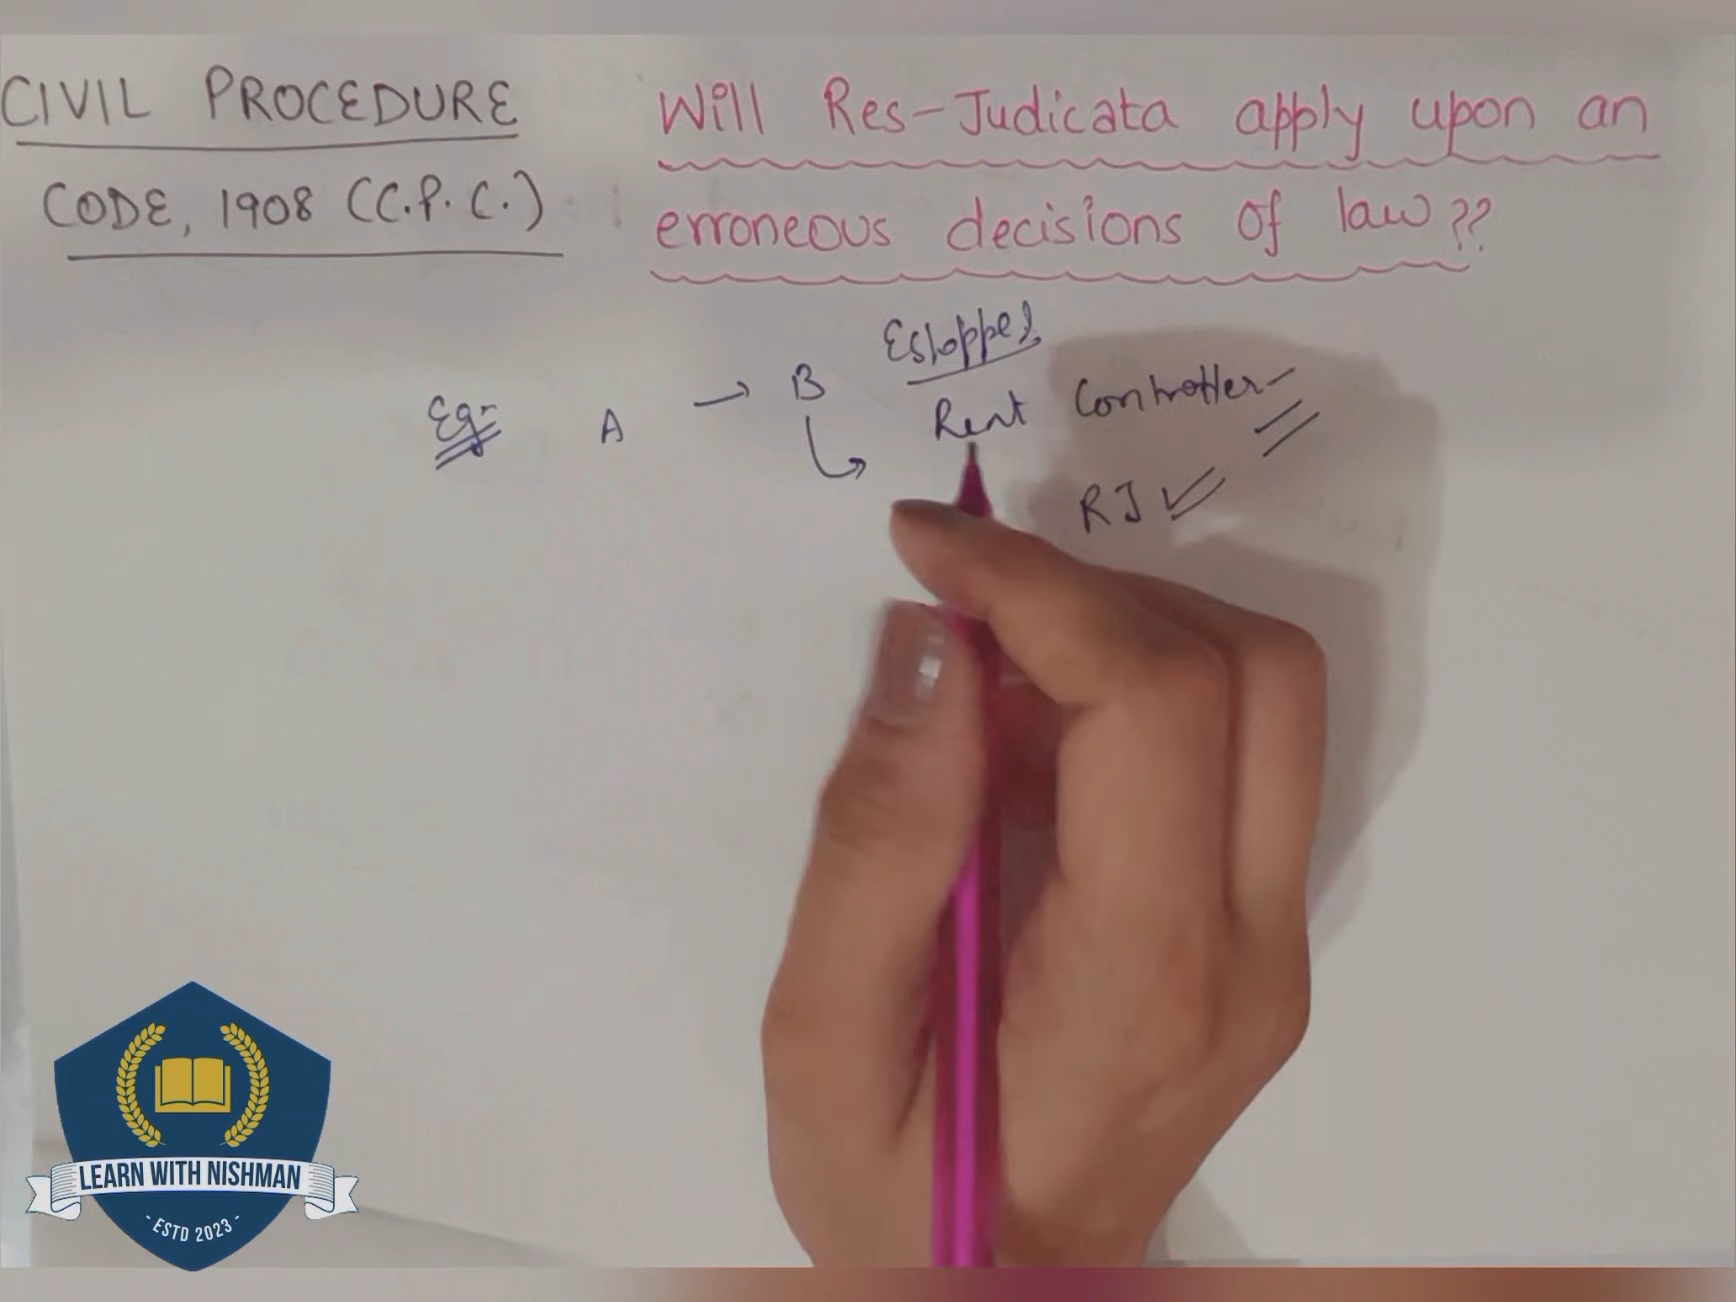 CIVIL PROCEDURE
CODE, 1908 (C.P.C.)
Will Res-Judicata apply upon an
erroneous decisions of law??
Estoppel
Eg:- A → B Rent Controller
RJ ✓
LEARN WITH NISHMAN
- ESTD 2023 -